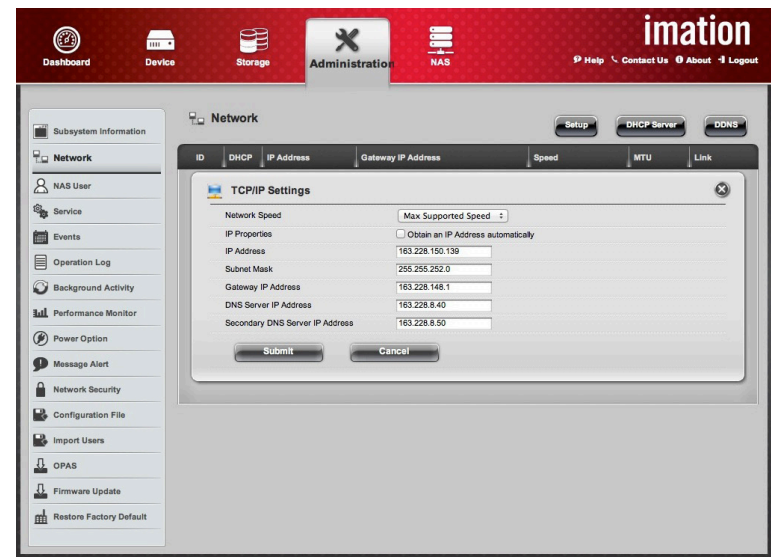 imation
Dashboard Device Storage Administration NAS
Help Contact Us About Logout
Subsystem Information
Network
NAS User
Service
Events
Operation Log
Background Activity
Performance Monitor
Power Option
Message Alert
Network Security
Configuration File
Import Users
OPAS
Firmware Update
Restore Factory Default
Network
Setup DHCP Server DDNS
ID DHCP IP Address Gateway IP Address Speed MTU Link
TCP/IP Settings
Network Speed Max Supported Speed
IP Properties Obtain an IP Address automatically
IP Address 163.228.150.139
Subnet Mask 255.255.252.0
Gateway IP Address 163.228.148.1
DNS Server IP Address 163.228.8.40
Secondary DNS Server IP Address 163.228.8.50
Submit Cancel